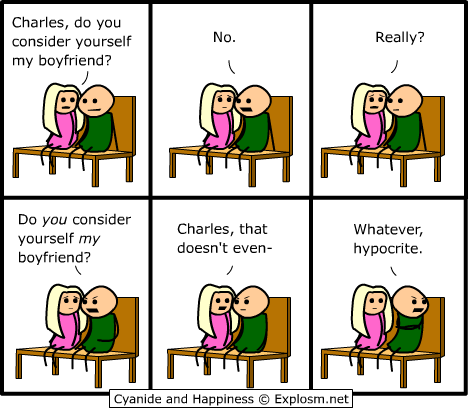 Charles, do you
consider yourself
my boyfriend?
No.
Really?
Do you consider
yourself my
boyfriend?
Charles, that
doesn't even-
Whatever,
hypocrite.
Cyanide and Happiness © Explosm.net